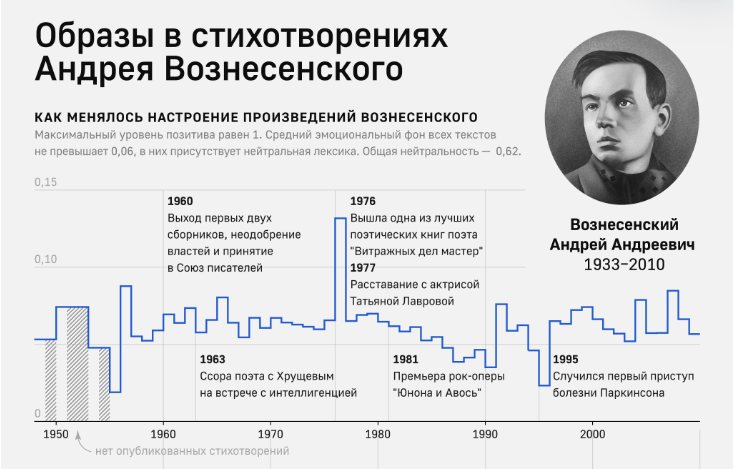 Образы в стихотворениях
Андрея Вознесенского
КАК МЕНЯЛОСЬ НАСТРОЕНИЕ ПРОИЗВЕДЕНИЙ ВОЗНЕСЕНСКОГО
Максимальный уровень позитива равен 1. Средний эмоциональный фон всех текстов
не превышает 0,06, в них присутствует нейтральная лексика. Общая нейтральность — 0,62.
Вознесенский
Андрей Андреевич
1933–2010
0,15
0,10
0
1960
Выход первых двух
сборников, неодобрение
властей и принятие
в Союз писателей
1976
Вышла одна из лучших
поэтических книг поэта
"Витражных дел мастер"
1977
Расставание с актрисой
Татьяной Лавровой
1963
Ссора поэта с Хрущевым
на встрече с интеллигенцией
1981
Премьера рок-оперы
"Юнона и Авось"
1995
Случился первый приступ
болезни Паркинсона
1950 1960 1970 1980 1990 2000
нет опубликованных стихотворений